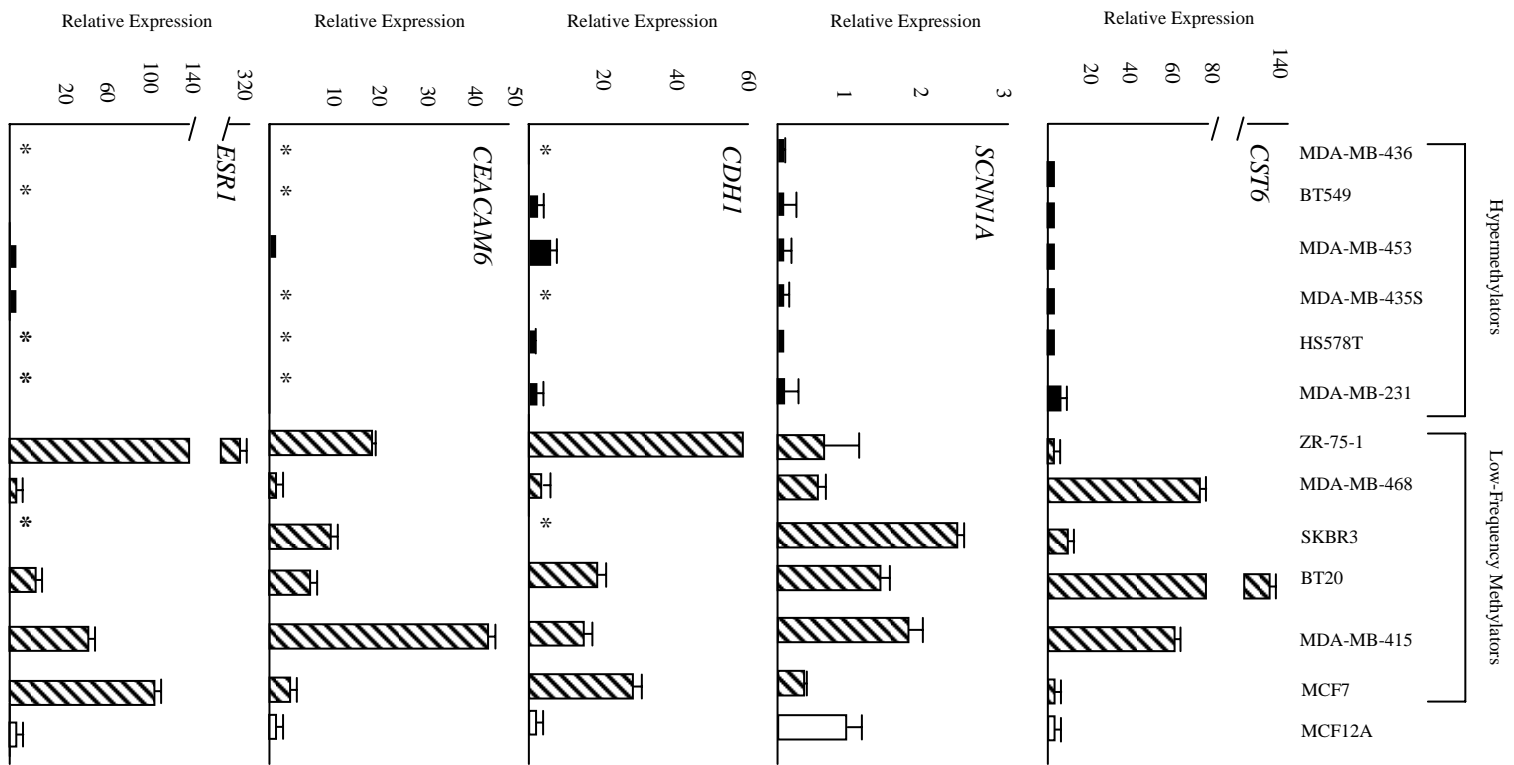 Hypermethylators
Low-Frequency Methylators
MDA-MB-436
BT549
MDA-MB-453
MDA-MB-435S
HS578T
MDA-MB-231
ZR-75-1
MDA-MB-468
SKBR3
BT20
MDA-MB-415
MCF7
MCF12A
Relative Expression
140
80
60
40
20
CST6
Relative Expression
3
2
1
SCNN1A
Relative Expression
60
40
20
CDH1
*
*
*
Relative Expression
50
40
30
20
10
CEACAM6
*
*
*
*
*
Relative Expression
320
140
100
60
20
ESR1
*
*
*
*
*